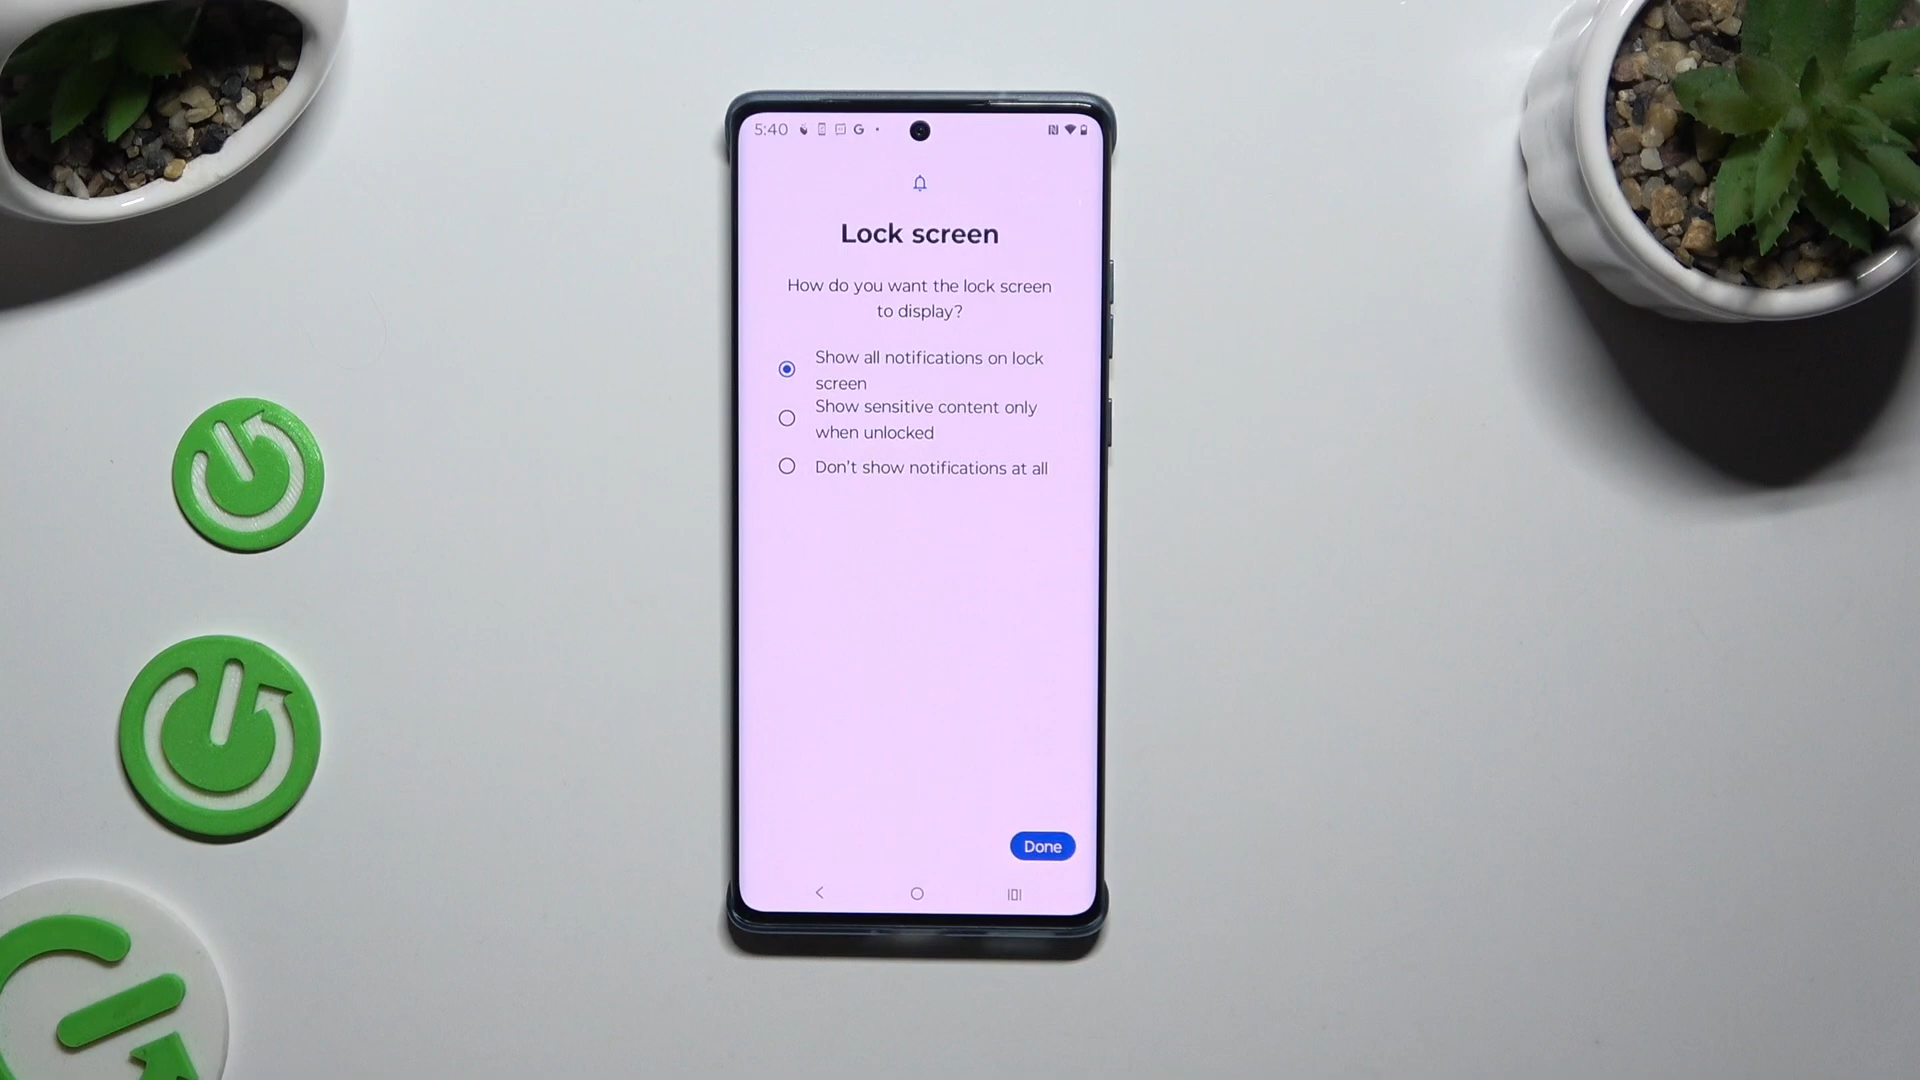 5:40
G
Lock screen
How do you want the lock screen
to display?
Show all notifications on lock
screen
Show sensitive content only
when unlocked
Don't show notifications at all
Done